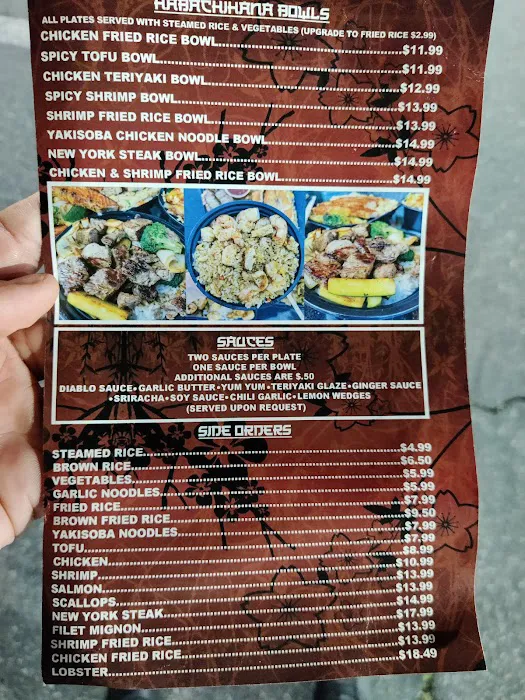 HABACHIHANA BOWLS
ALL PLATES SERVED WITH STEAMED RICE & VEGETABLES (UPGRADE TO FRIED RICE $2.99)
CHICKEN FRIED RICE BOWL...$11.99
SPICY TOFU BOWL...$11.99
CHICKEN TERIYAKI BOWL...$12.99
SPICY SHRIMP BOWL...$13.99
SHRIMP FRIED RICE BOWL...$13.99
YAKISOBA CHICKEN NOODLE BOWL...$14.99
NEW YORK STEAK BOWL...$14.99
CHICKEN & SHRIMP FRIED RICE BOWL...$14.99
SAUCES
TWO SAUCES PER PLATE
ONE SAUCE PER BOWL
ADDITIONAL SAUCES ARE $.50
DIABLO SAUCE•GARLIC BUTTER•YUM YUM•TERIYAKI GLAZE•GINGER SAUCE
•SRIRACHA•SOY SAUCE•CHILI GARLIC•LEMON WEDGES
(SERVED UPON REQUEST)
SIDE ORDERS
STEAMED RICE...$4.99
BROWN RICE...$6.50
VEGETABLES...$5.99
GARLIC NOODLES...$5.99
FRIED RICE...$7.99
BROWN FRIED RICE...$9.50
YAKISOBA NOODLES...$7.99
TOFU...$7.99
CHICKEN...$8.99
SHRIMP...$10.99
SALMON...$13.99
SCALLOPS...$13.99
NEW YORK STEAK...$14.99
FILET MIGNON...$17.99
SHRIMP FRIED RICE...$13.99
CHICKEN FRIED RICE...$13.99
LOBSTER...$18.49